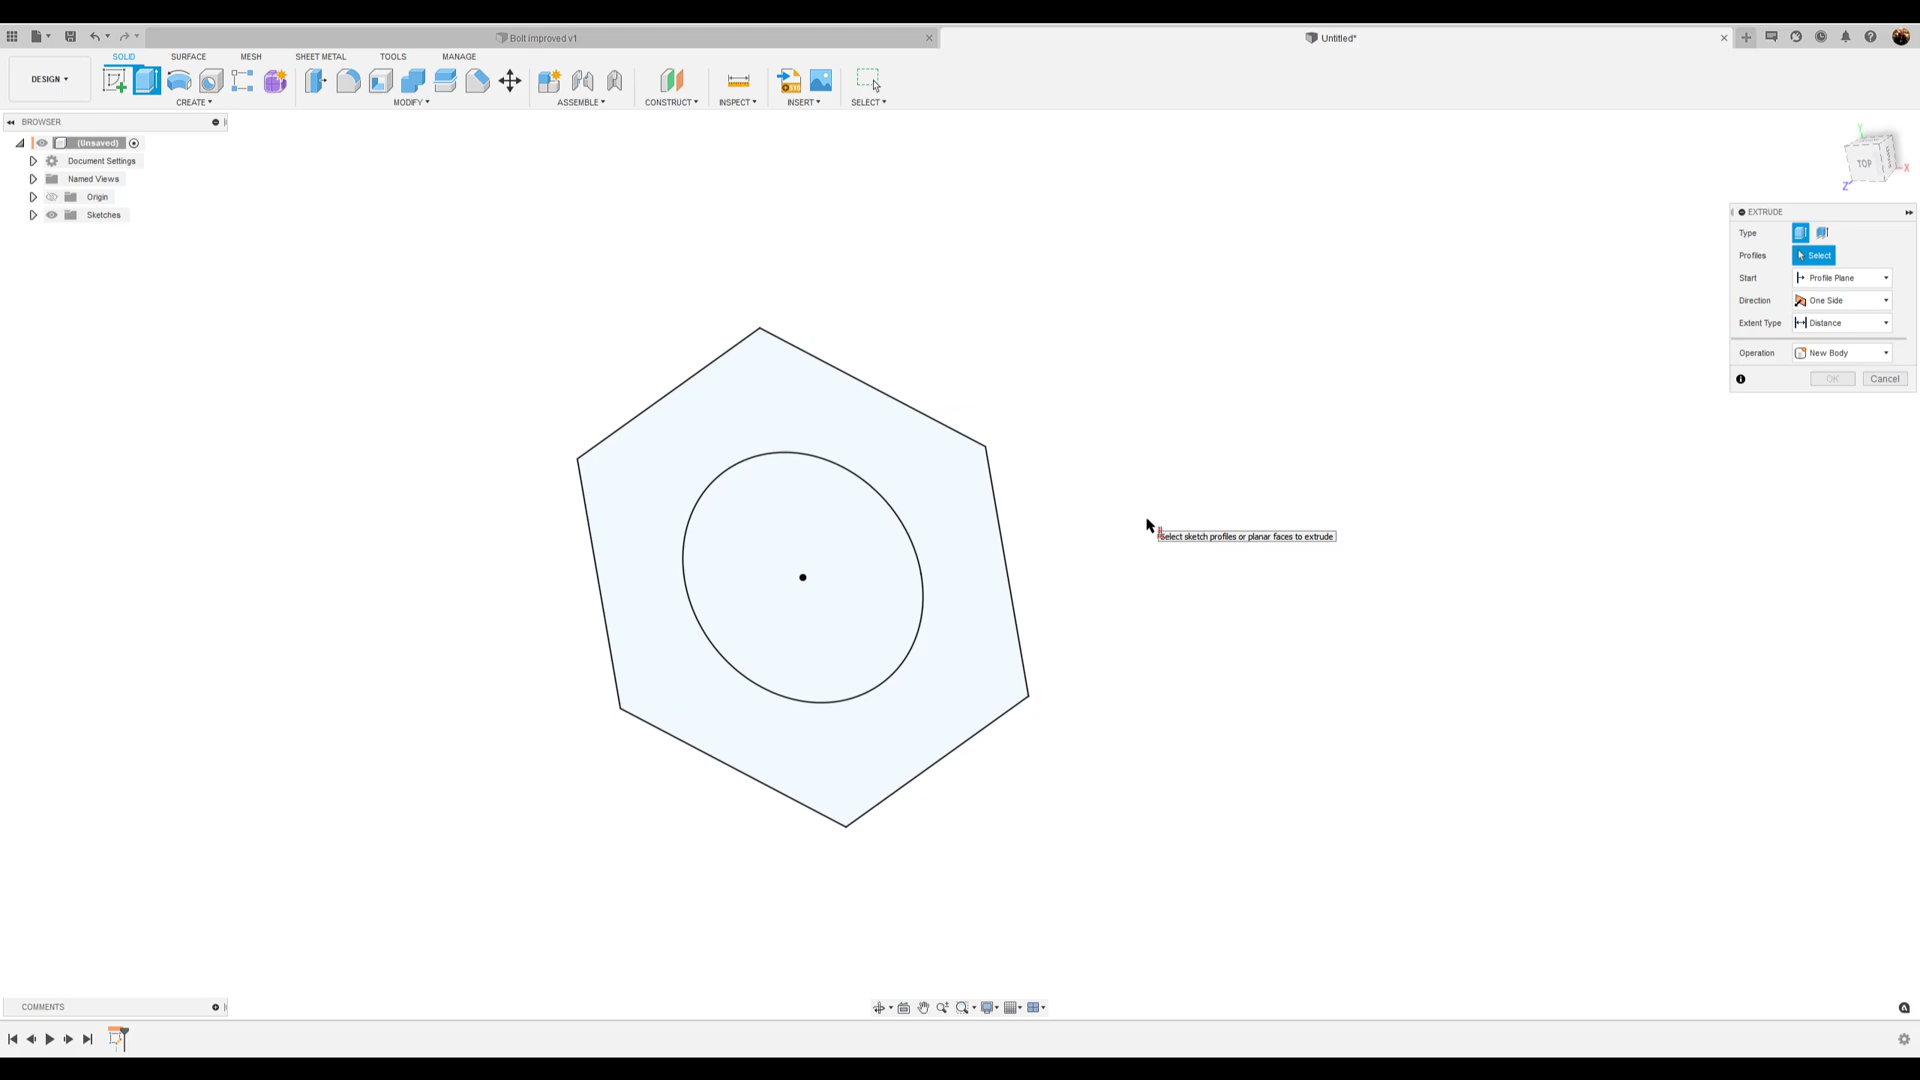 Bolt improved v1
Untitled*
DESIGN
SOLID
SURFACE
MESH
SHEET METAL
TOOLS
MANAGE
CREATE
MODIFY
ASSEMBLE
CONSTRUCT
INSPECT
INSERT
SELECT
BROWSER
(Unsaved)
Document Settings
Named Views
Origin
Sketches
Y
TOP
X
Z
EXTRUDE
Type
Profiles
Select
Start
Profile Plane
Direction
One Side
Extent Type
Distance
Operation
New Body
OK
Cancel
Select sketch profiles or planar faces to extrude
COMMENTS